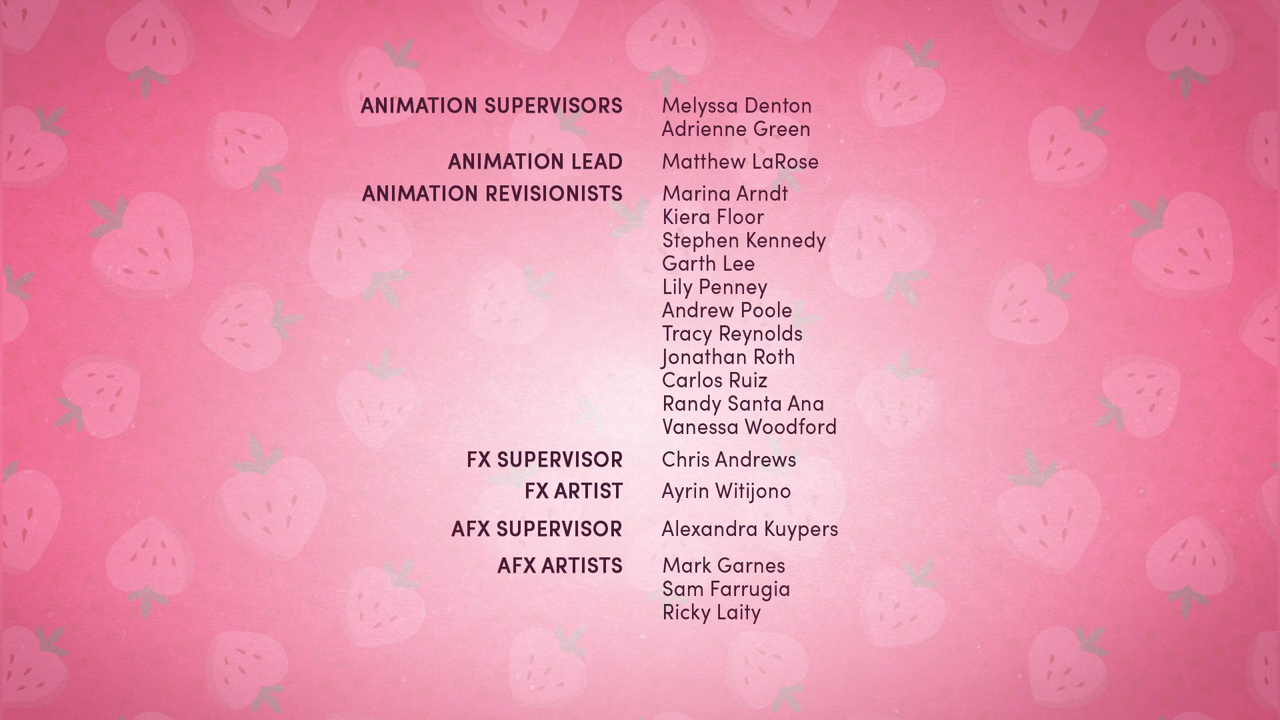 ANIMATION SUPERVISORS Melyssa Denton
Adrienne Green
ANIMATION LEAD Matthew LaRose
ANIMATION REVISIONISTS Marina Arndt
Kiera Floor
Stephen Kennedy
Garth Lee
Lily Penney
Andrew Poole
Tracy Reynolds
Jonathan Roth
Carlos Ruiz
Randy Santa Ana
Vanessa Woodford
FX SUPERVISOR Chris Andrews
FX ARTIST Ayrin Witijono
AFX SUPERVISOR Alexandra Kuypers
AFX ARTISTS Mark Garnes
Sam Farrugia
Ricky Laity